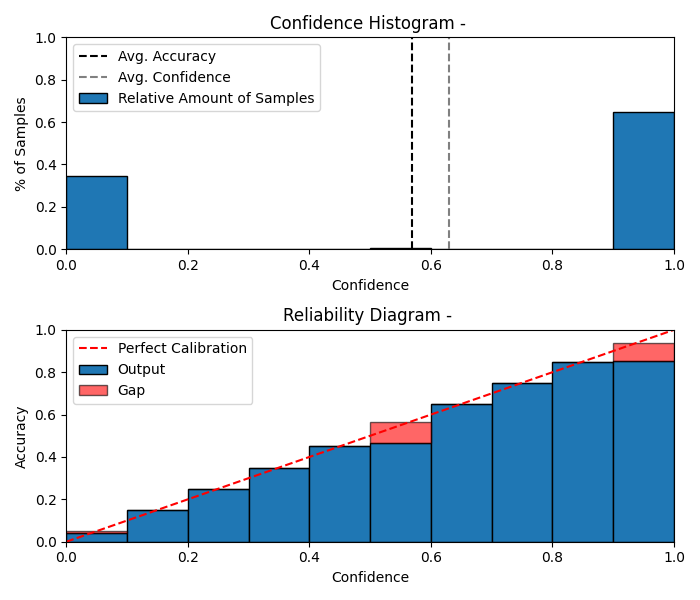 Confidence Histogram -
1.0
0.8
0.6
0.4
0.2
0.0
% of Samples
Avg. Accuracy
Avg. Confidence
Relative Amount of Samples
0.0 0.2 0.4 0.6 0.8 1.0
Confidence
Reliability Diagram -
1.0
0.8
0.6
0.4
0.2
0.0
Accuracy
Perfect Calibration
Output
Gap
0.0 0.2 0.4 0.6 0.8 1.0
Confidence